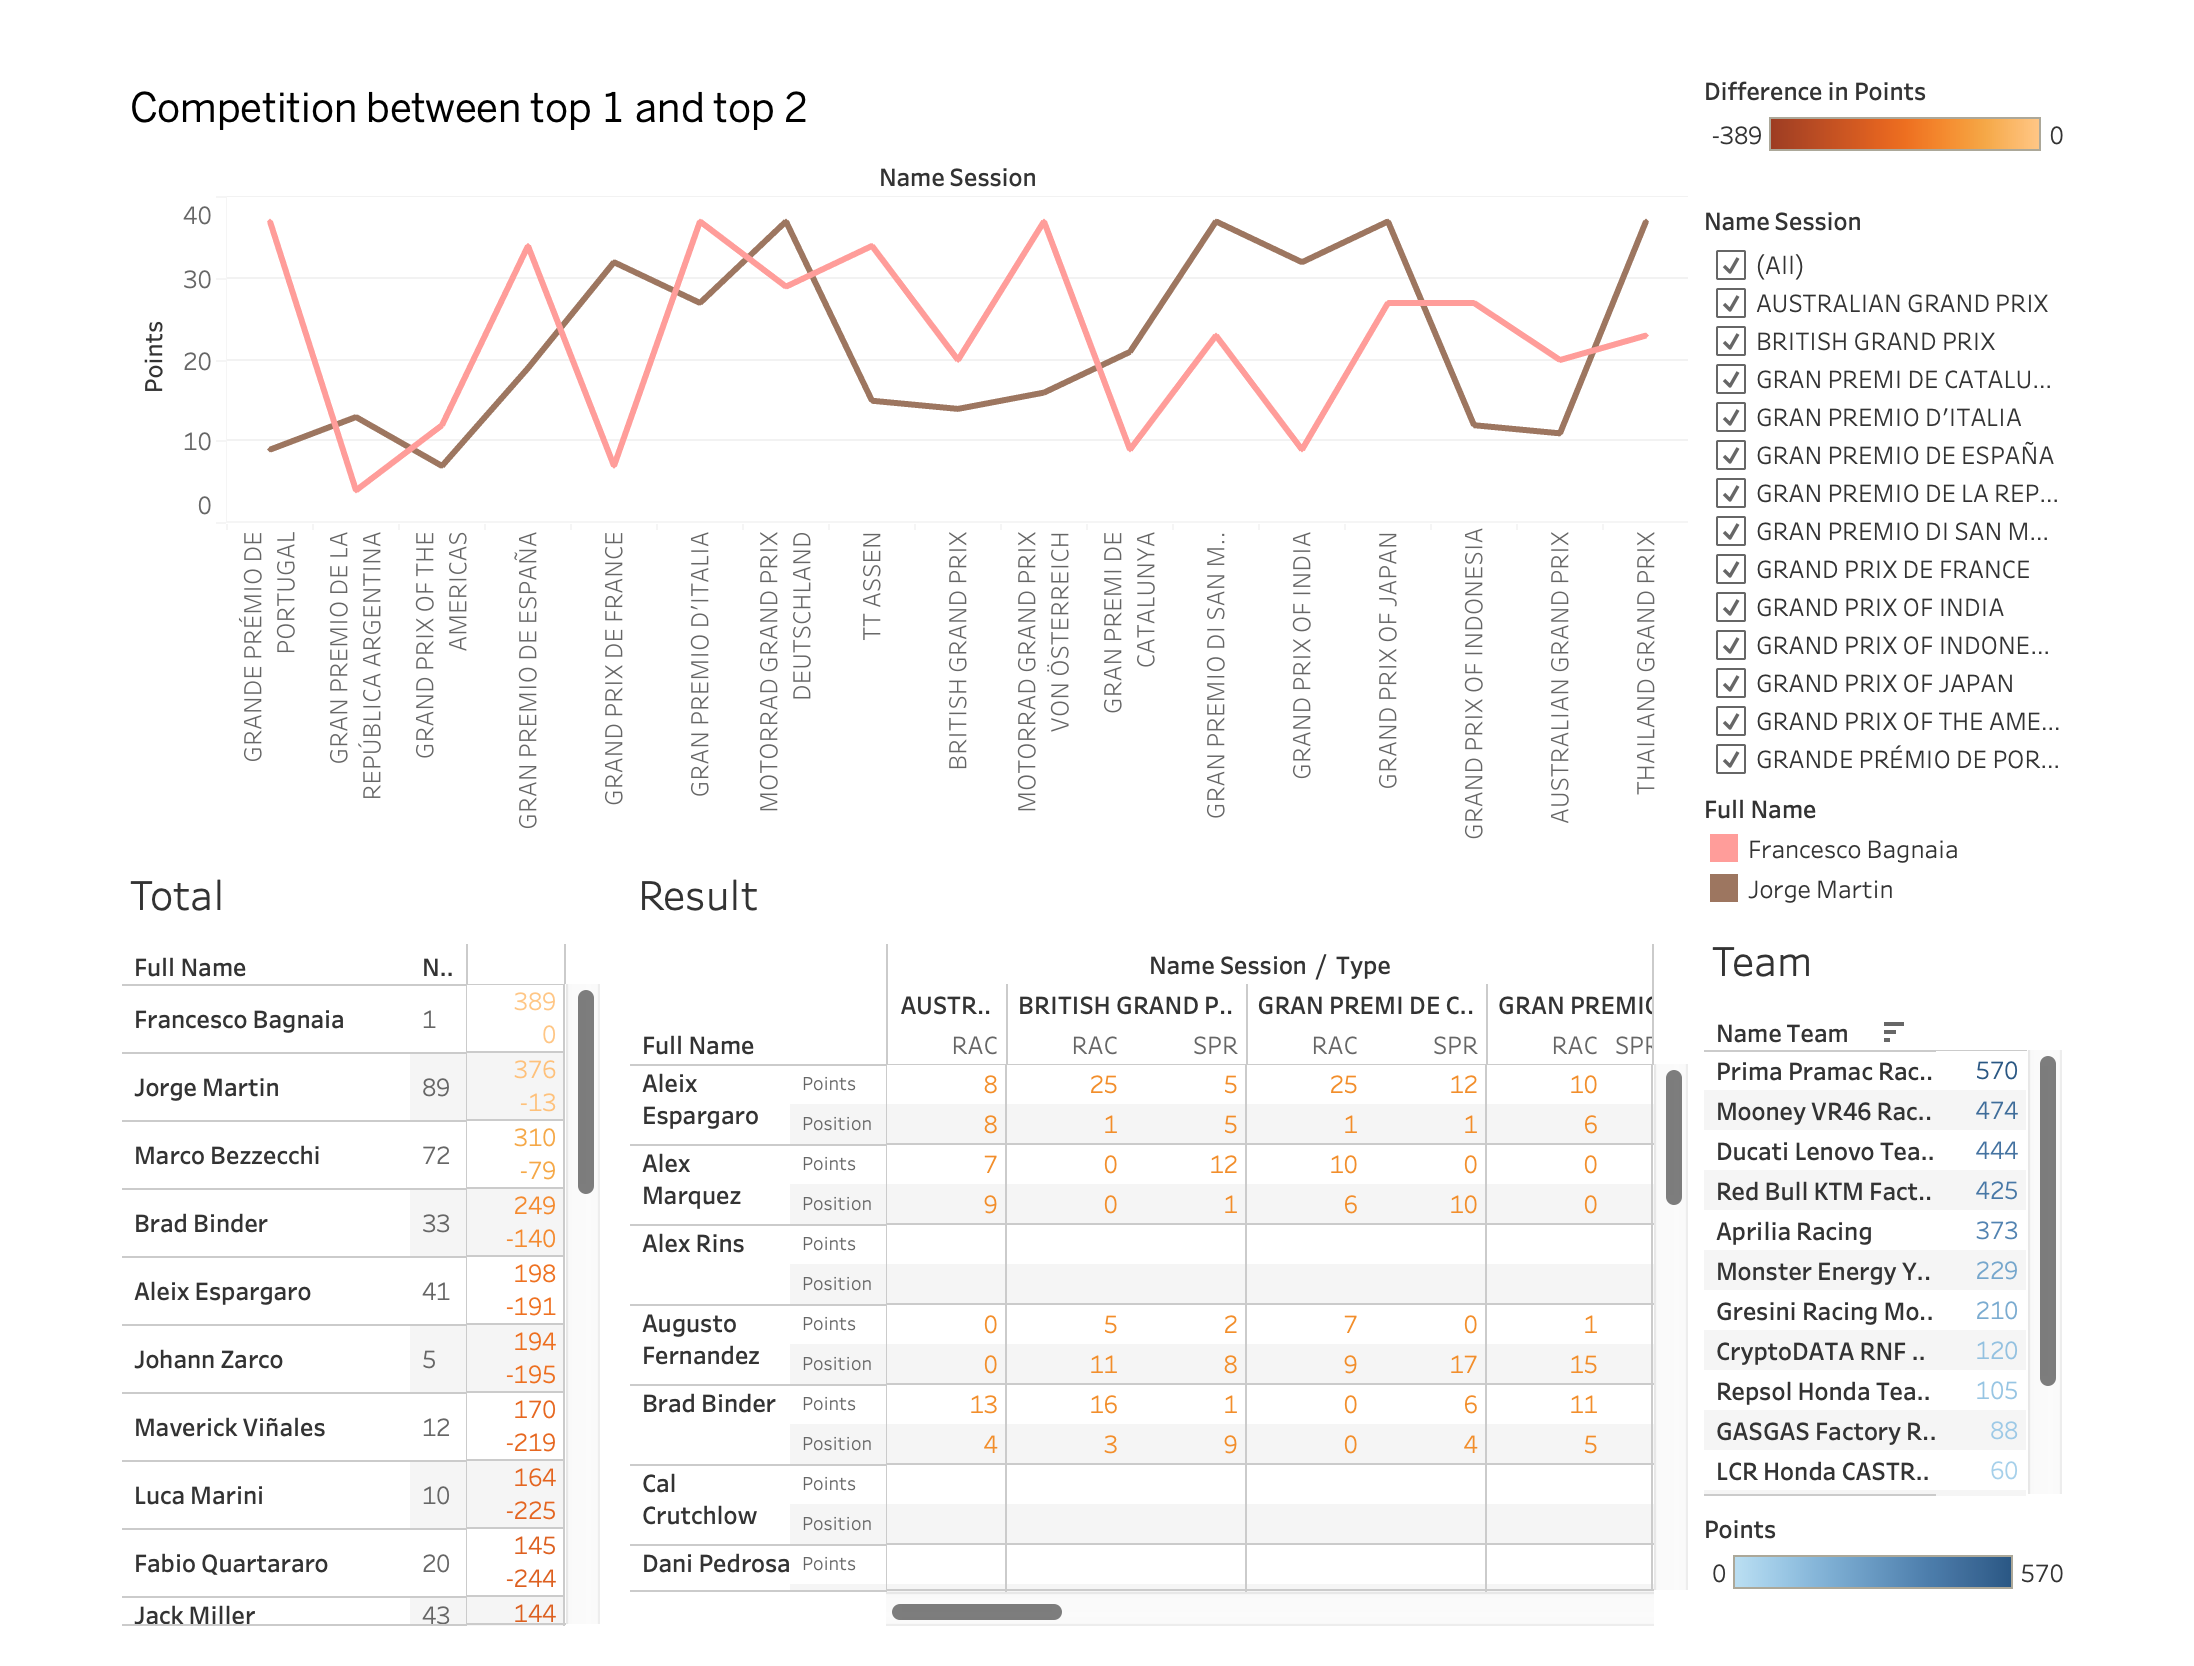 Competition between top 1 and top 2
Name Session
Points
40
30
20
10
0
GRANDE PRÉMIO DE
PORTUGAL
GRAN PREMIO DE LA
REPÚBLICA ARGENTINA
GRAND PRIX OF THE
AMERICAS
GRAN PREMIO DE ESPAÑA
GRAND PRIX DE FRANCE
GRAN PREMIO D’ITALIA
MOTORRAD GRAND PRIX
DEUTSCHLAND
TT ASSEN
BRITISH GRAND PRIX
MOTORRAD GRAND PRIX
VON ÖSTERREICH
GRAN PREMI DE
CATALUNYA
GRAN PREMIO DI SAN M..
GRAND PRIX OF INDIA
GRAND PRIX OF JAPAN
GRAND PRIX OF INDONESIA
AUSTRALIAN GRAND PRIX
THAILAND GRAND PRIX
Difference in Points
-389 0
Name Session
(All)
AUSTRALIAN GRAND PRIX
BRITISH GRAND PRIX
GRAN PREMI DE CATALU...
GRAN PREMIO D’ITALIA
GRAN PREMIO DE ESPAÑA
GRAN PREMIO DE LA REP...
GRAN PREMIO DI SAN M...
GRAND PRIX DE FRANCE
GRAND PRIX OF INDIA
GRAND PRIX OF INDONE...
GRAND PRIX OF JAPAN
GRAND PRIX OF THE AME...
GRANDE PRÉMIO DE POR...
Full Name
Francesco Bagnaia
Jorge Martin
Total
Full Name N..
Francesco Bagnaia 1 389
0
Jorge Martin 89 376
-13
Marco Bezzecchi 72 310
-79
Brad Binder 33 249
-140
Aleix Espargaro 41 198
-191
Johann Zarco 5 194
-195
Maverick Viñales 12 170
-219
Luca Marini 10 164
-225
Fabio Quartararo 20 145
-244
Jack Miller 43 144
Result
Name Session / Type
AUSTR.. BRITISH GRAND P.. GRAN PREMI DE C.. GRAN PREMIO
Full Name RAC RAC SPR RAC SPR RAC SPR
Aleix Points 8 25 5 25 12 10
Espargaro Position 8 1 5 1 1 6
Alex Points 7 0 12 10 0 0
Marquez Position 9 0 1 6 10 0
Alex Rins Points
Position
Augusto Points 0 5 2 7 0 1
Fernandez Position 0 11 8 9 17 15
Brad Binder Points 13 16 1 0 6 11
Position 4 3 9 0 4 5
Cal Points
Crutchlow Position
Dani Pedrosa Points
Team
Name Team
Prima Pramac Rac.. 570
Mooney VR46 Rac.. 474
Ducati Lenovo Tea.. 444
Red Bull KTM Fact.. 425
Aprilia Racing 373
Monster Energy Y.. 229
Gresini Racing Mo.. 210
CryptoDATA RNF .. 120
Repsol Honda Tea.. 105
GASGAS Factory R.. 88
LCR Honda CASTR.. 60
Points
0 570